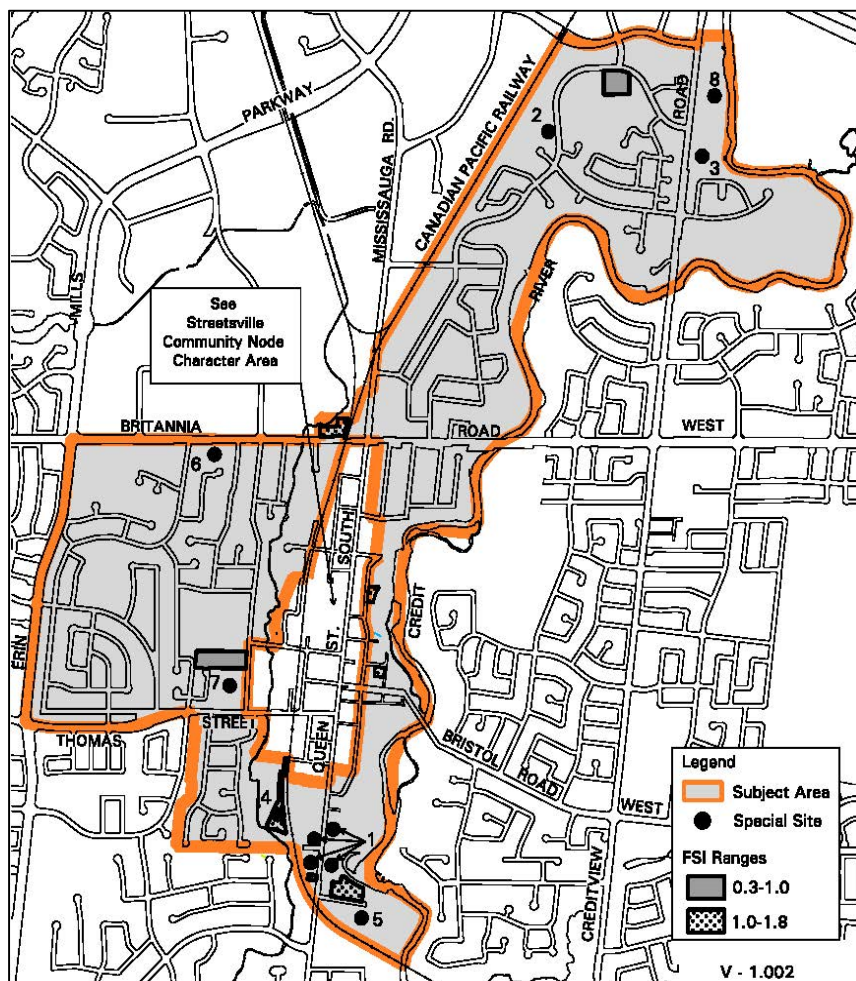 PARKWAY
MISSISSAUGA RD.
CANADIAN PACIFIC RAILWAY
ROAD
8
2
3
MILLS
RIVER
See
Streetsville
Community Node
Character Area
BRITANNIA
ROAD
WEST
6
SOUTH
CREDIT
ST.
ERIN
7
STREET
THOMAS
QUEEN
BRISTOL
ROAD
WEST
4
1
5
CREDITVIEW
Legend
Subject Area
Special Site
FSI Ranges
0.3-1.0
1.0-1.8
V - 1.002